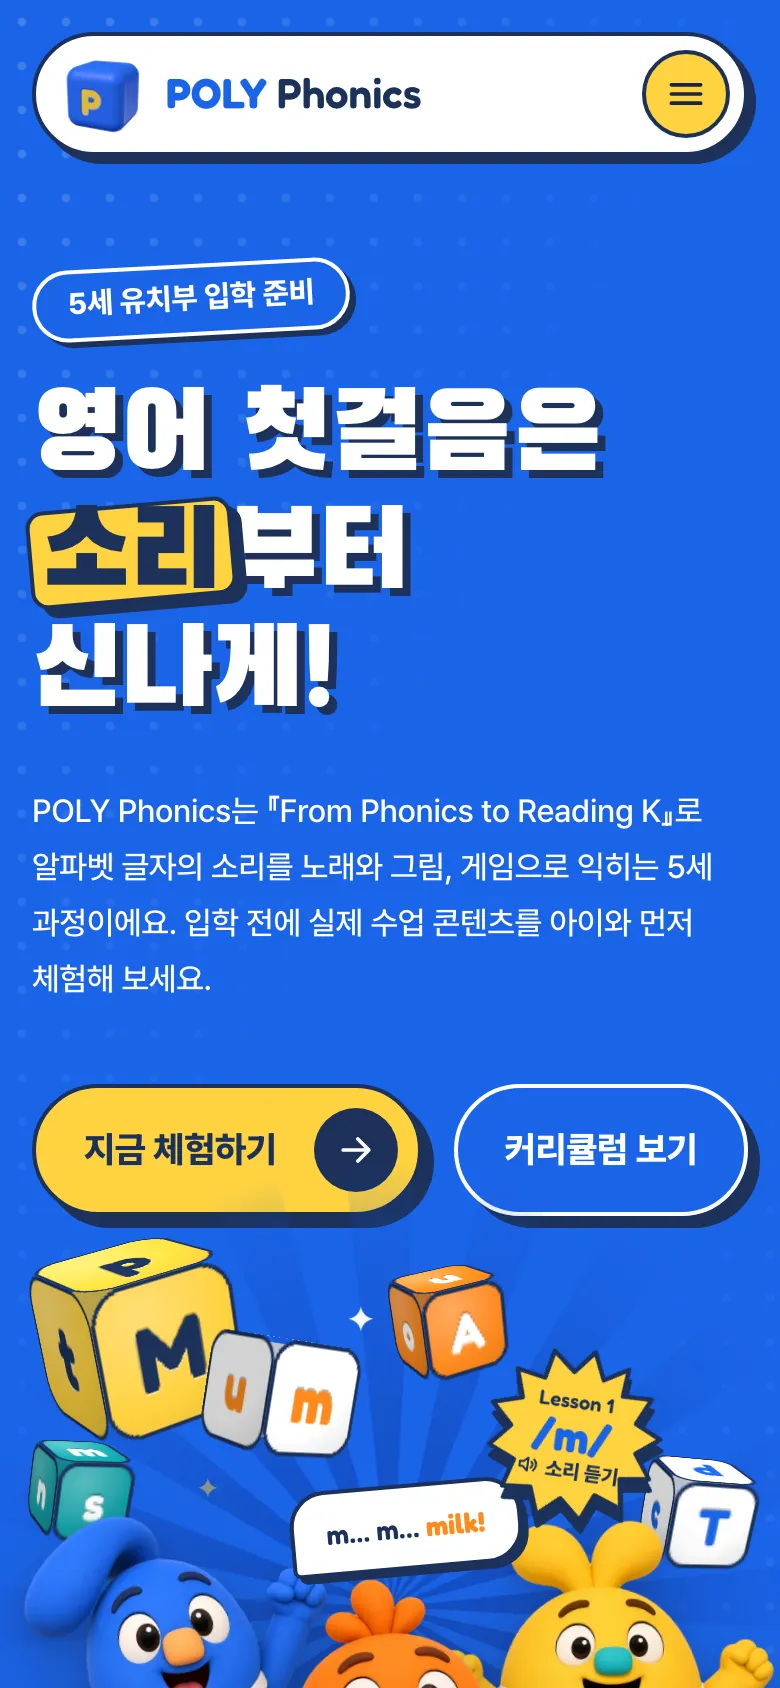 P
POLY Phonics
5세 유치부 입학 준비
영어 첫걸음은
소리부터
신나게!
POLY Phonics는 『From Phonics to Reading K』로
알파벳 글자의 소리를 노래와 그림, 게임으로 익히는 5세
과정이에요. 입학 전에 실제 수업 콘텐츠를 아이와 먼저
체험해 보세요.
지금 체험하기
커리큘럼 보기
P
t M
u m
u
o A
Lesson 1
/m/
소리 듣기
m
n s
d
c T
m... m... milk!